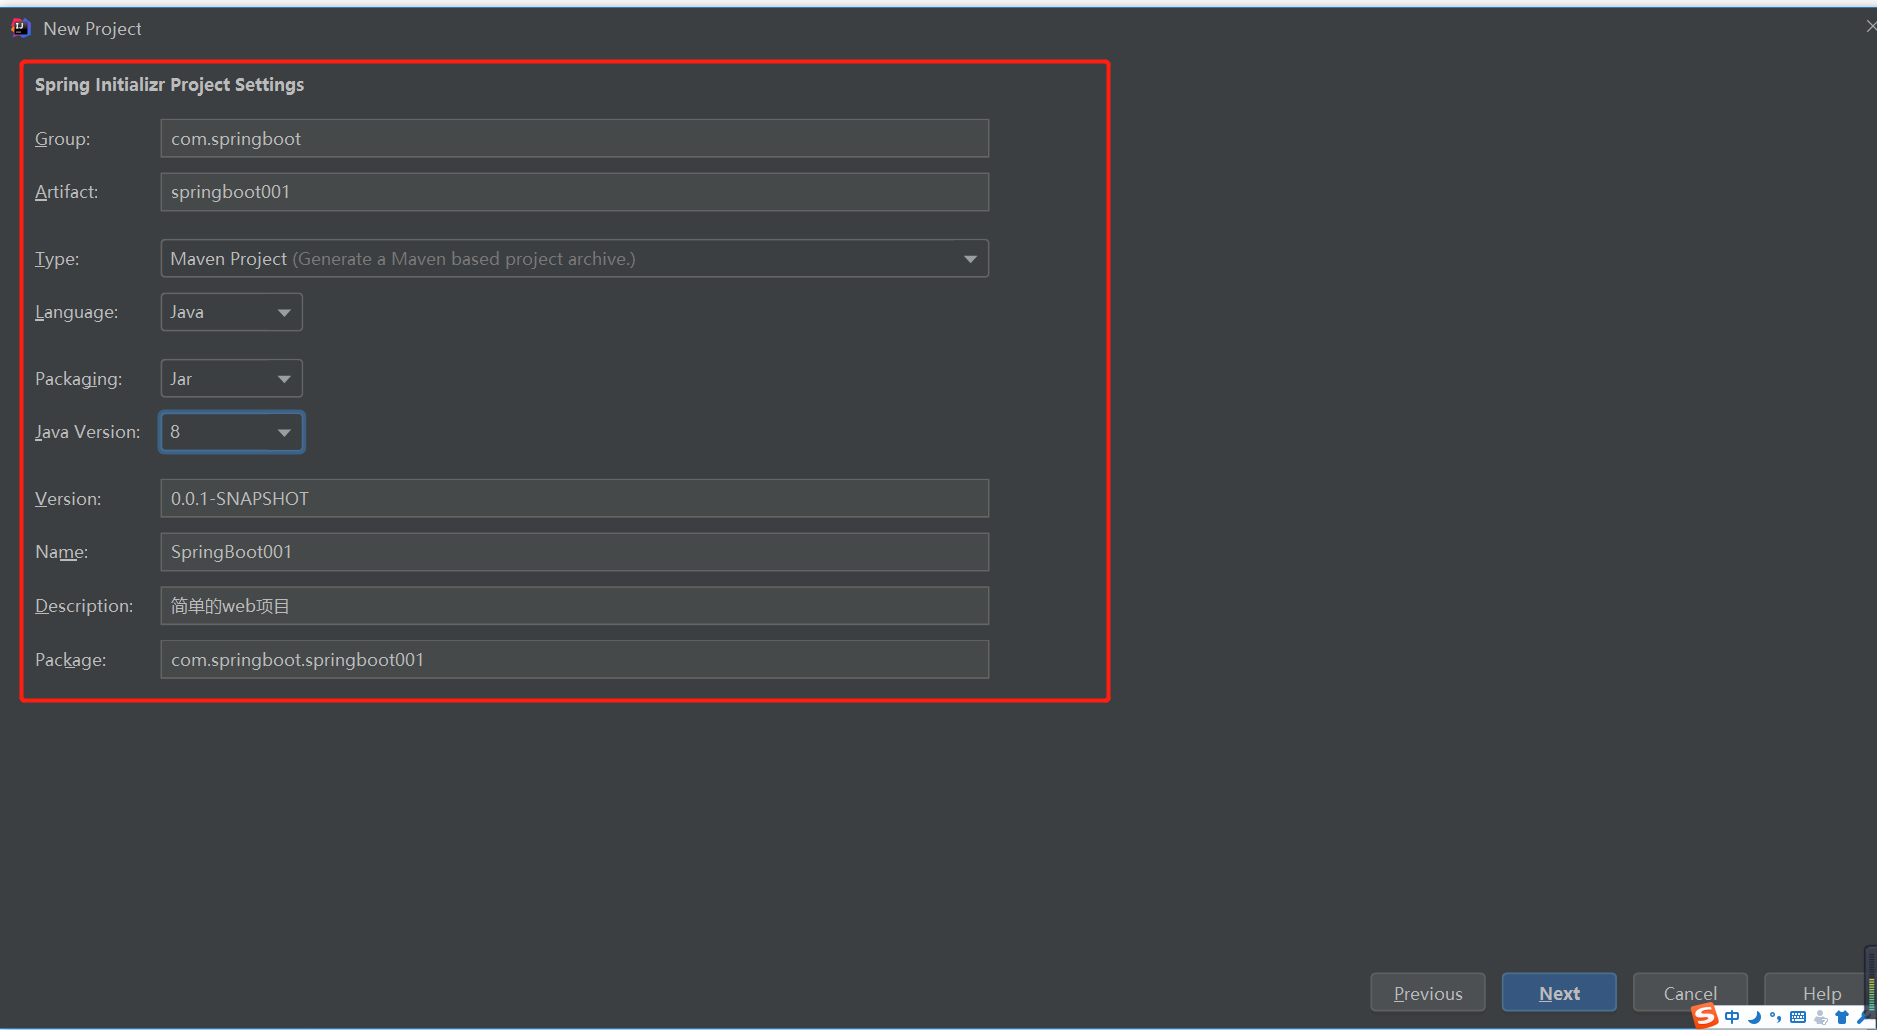 New Project
Spring Initializr Project Settings
Group: com.springboot
Artifact: springboot001
Type: Maven Project (Generate a Maven based project archive.)
Language: Java
Packaging: Jar
Java Version: 8
Version: 0.0.1-SNAPSHOT
Name: SpringBoot001
Description: 简单的web项目
Package: com.springboot.springboot001
Previous Next Cancel Help
S 中